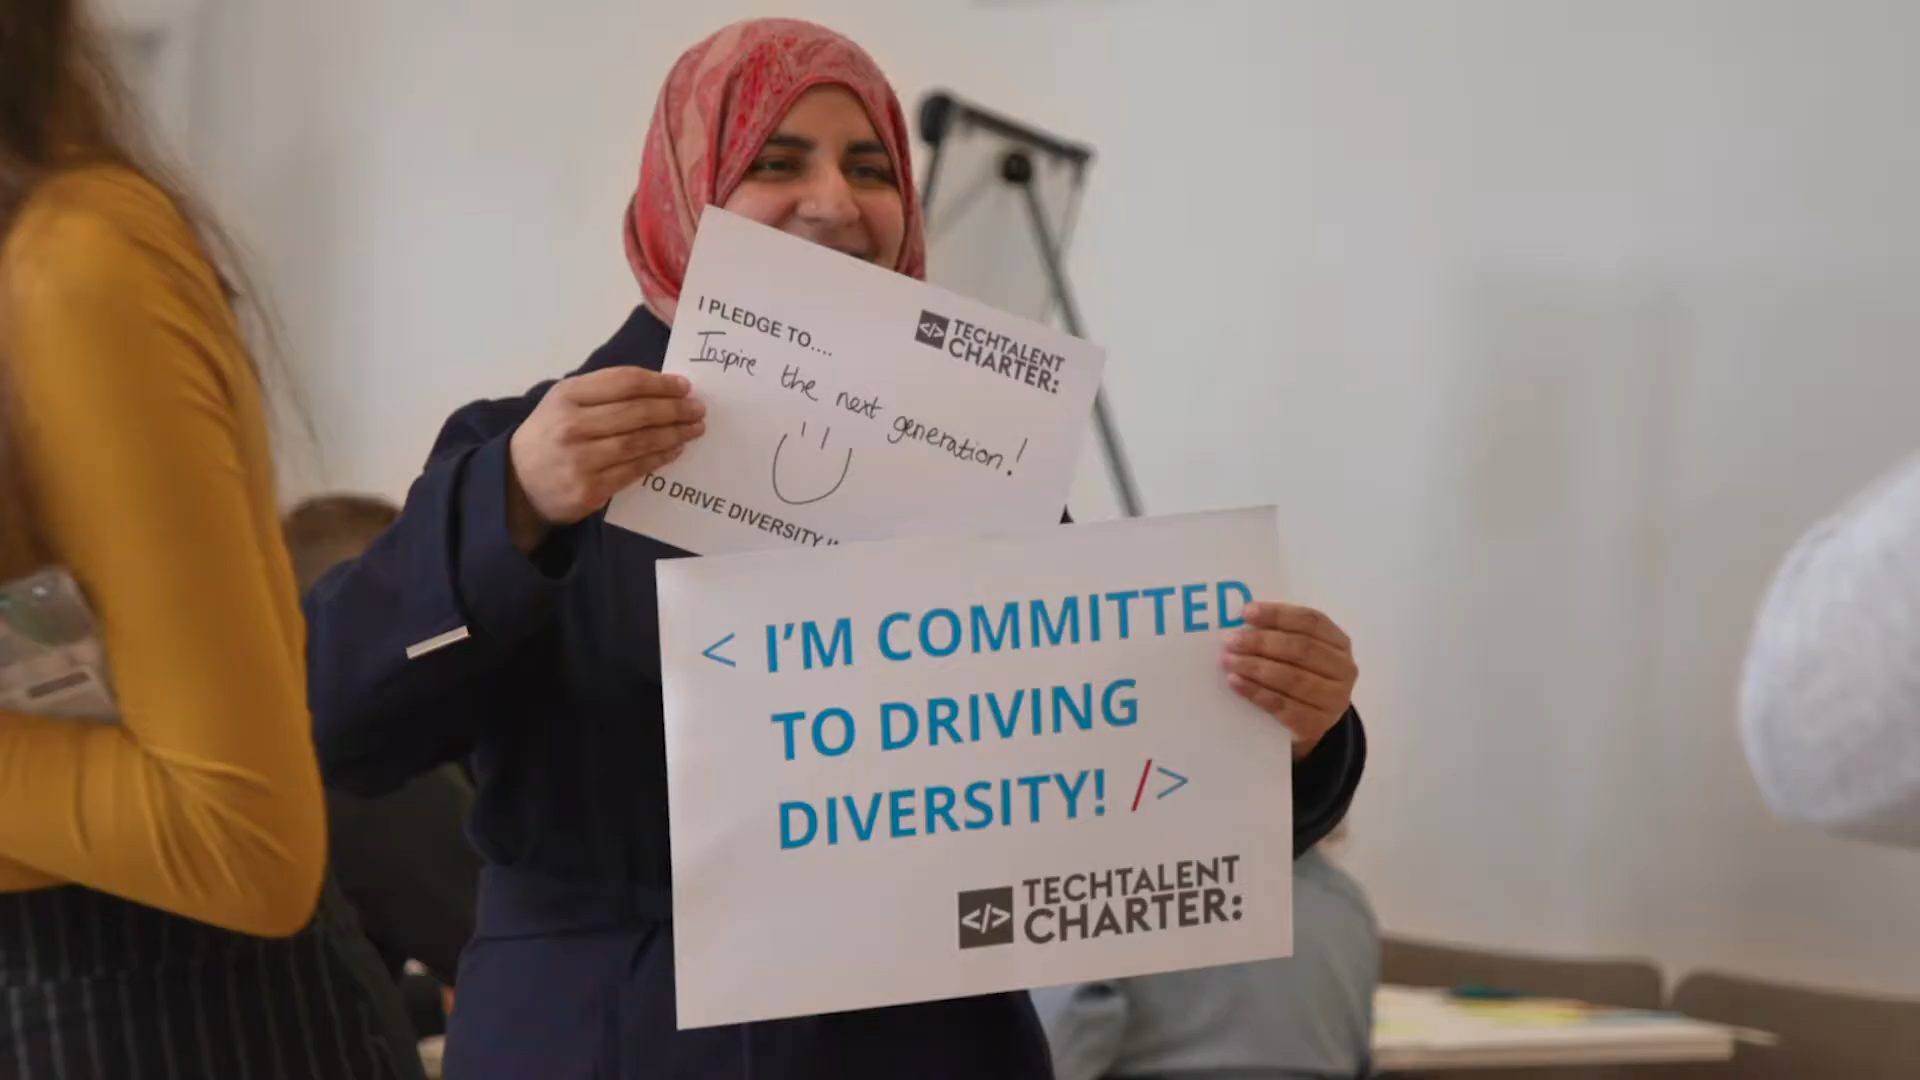 I PLEDGE TO....
Inspire the next generation!
TO DRIVE DIVERSITY
</> TECHTALENT
CHARTER:
< I'M COMMITTED
TO DRIVING
DIVERSITY! />
</> TECHTALENT
CHARTER: